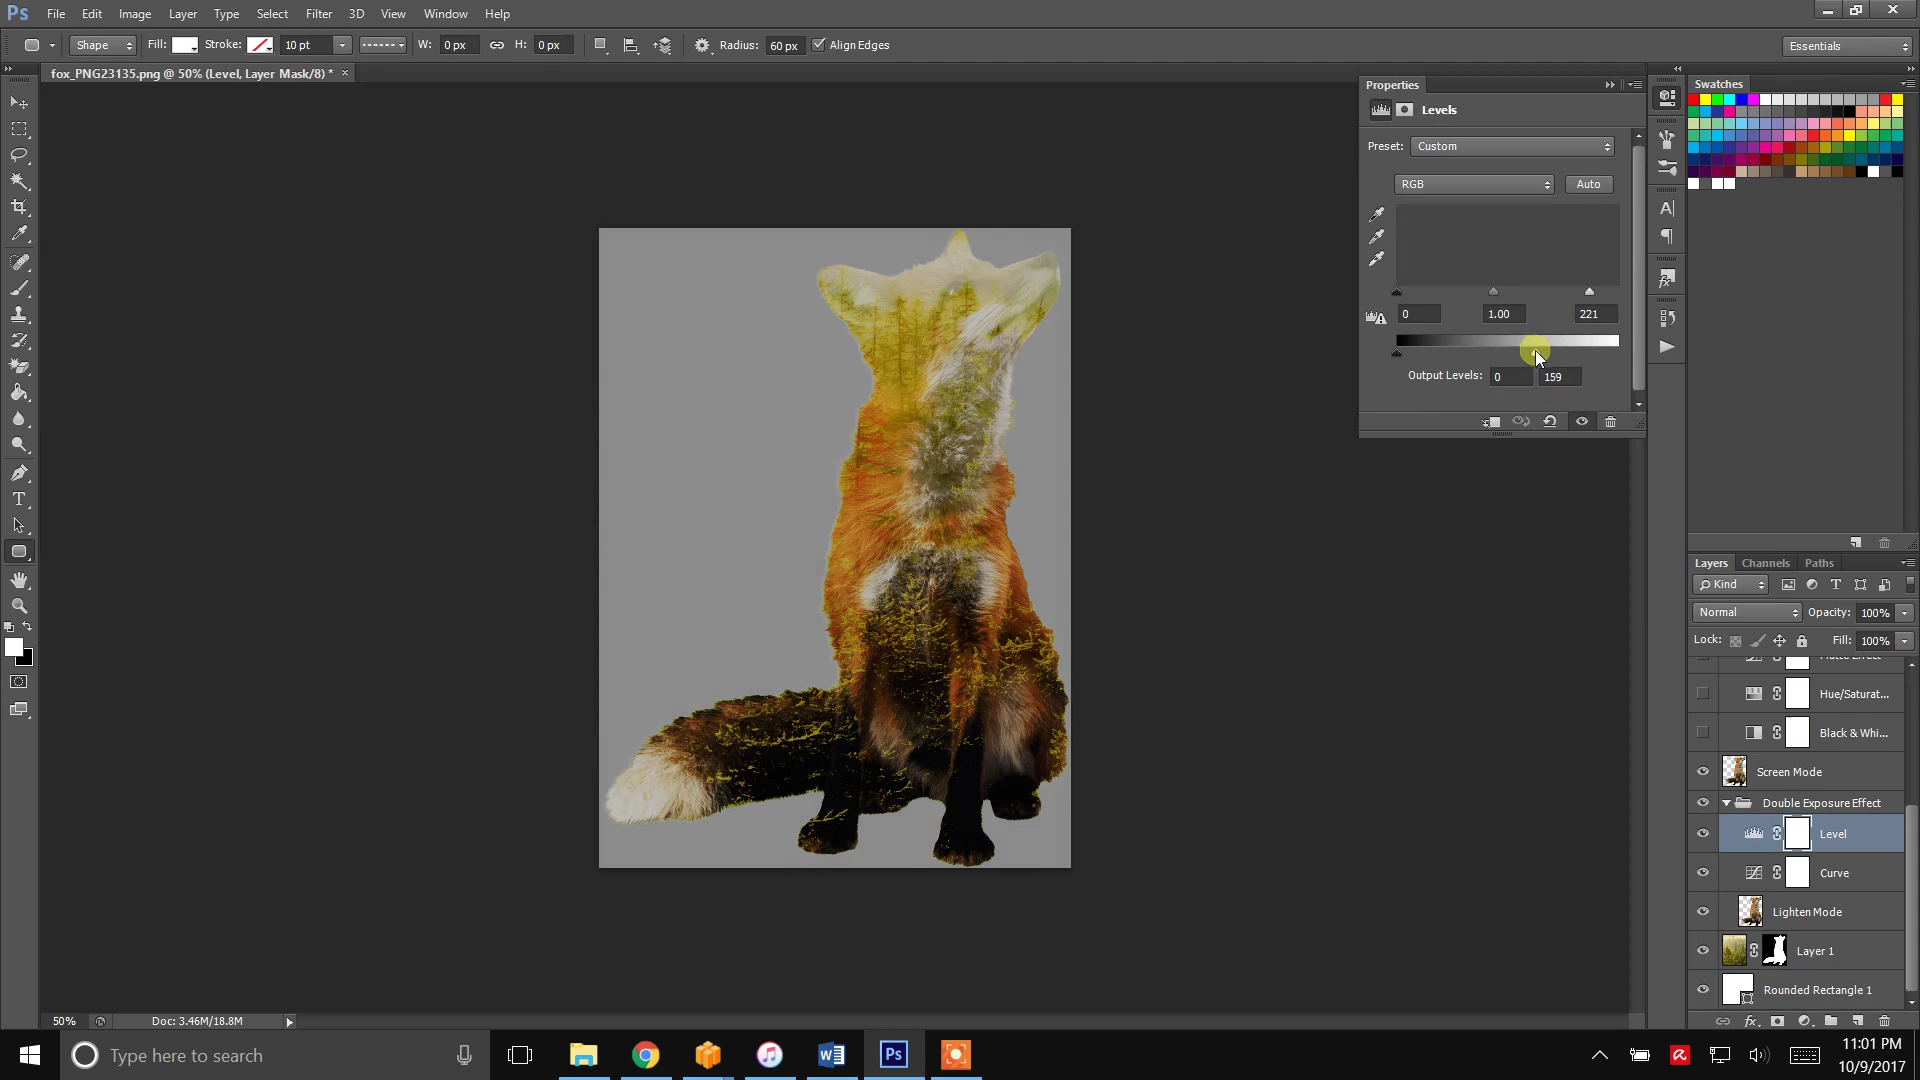 Ps File Edit Image Layer Type Select Filter 3D View Window Help
Shape Fill: Stroke: 10 pt W: 0 px H: 0 px Radius: 60 px Align Edges Essentials
fox_PNG23135.png @ 50% (Level, Layer Mask/8) * ×
Properties
Levels
Preset: Custom
RGB Auto
0 1.00 221
Output Levels: 0 159
Swatches
Layers Channels Paths
Kind
Normal Opacity: 100%
Lock: Fill: 100%
Matte Effect
Hue/Saturat...
Black & Whi...
Screen Mode
Double Exposure Effect
Level
Curve
Lighten Mode
Layer 1
Rounded Rectangle 1
50% Doc: 3.46M/18.8M
Type here to search
Ps
11:01 PM
10/9/2017